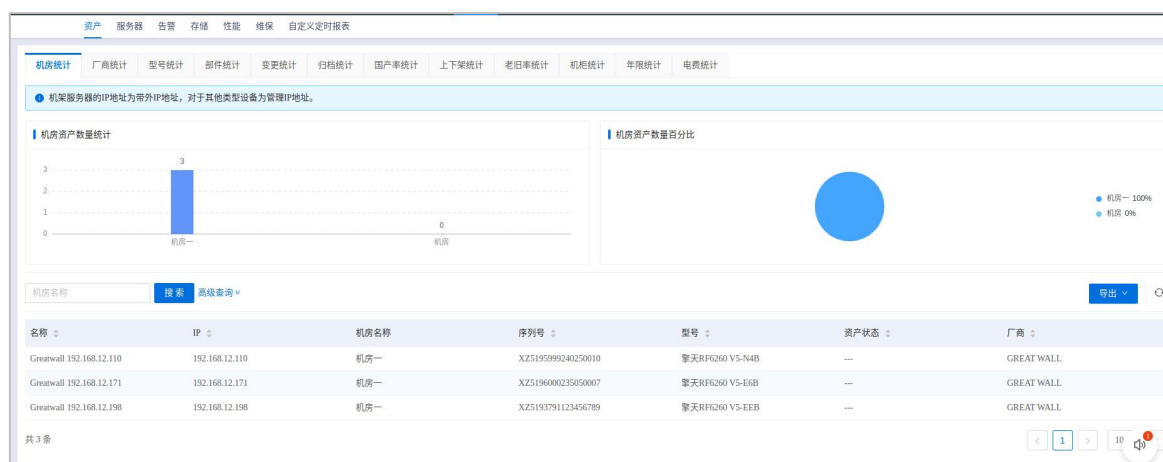 资产 服务器 告警 存储 性能 维保 自定义定时报表
机房统计 厂商统计 型号统计 部件统计 变更统计 归档统计 国产率统计 上下架统计 老旧率统计 机柜统计 年限统计 电费统计
机架服务器的IP地址为带外IP地址，对于其他类型设备为管理IP地址。
机房资产数量统计 机房资产数量百分比
3
3
2
1
0
0
机房一 机房
机房一 100%
机房 0%
机房名称 搜索 高级查询 导出
名称 IP 机房名称 序列号 型号 资产状态 厂商
Greatwall 192.168.12.110 192.168.12.110 机房一 XZ5195999240250010 擎天RF6260 V5-N4B --- GREAT WALL
Greatwall 192.168.12.171 192.168.12.171 机房一 XZ5196000235050007 擎天RF6260 V5-E6B --- GREAT WALL
Greatwall 192.168.12.198 192.168.12.198 机房一 XZ5193791123456789 擎天RF6260 V5-EEB --- GREAT WALL
共 3 条 < 1 > 10